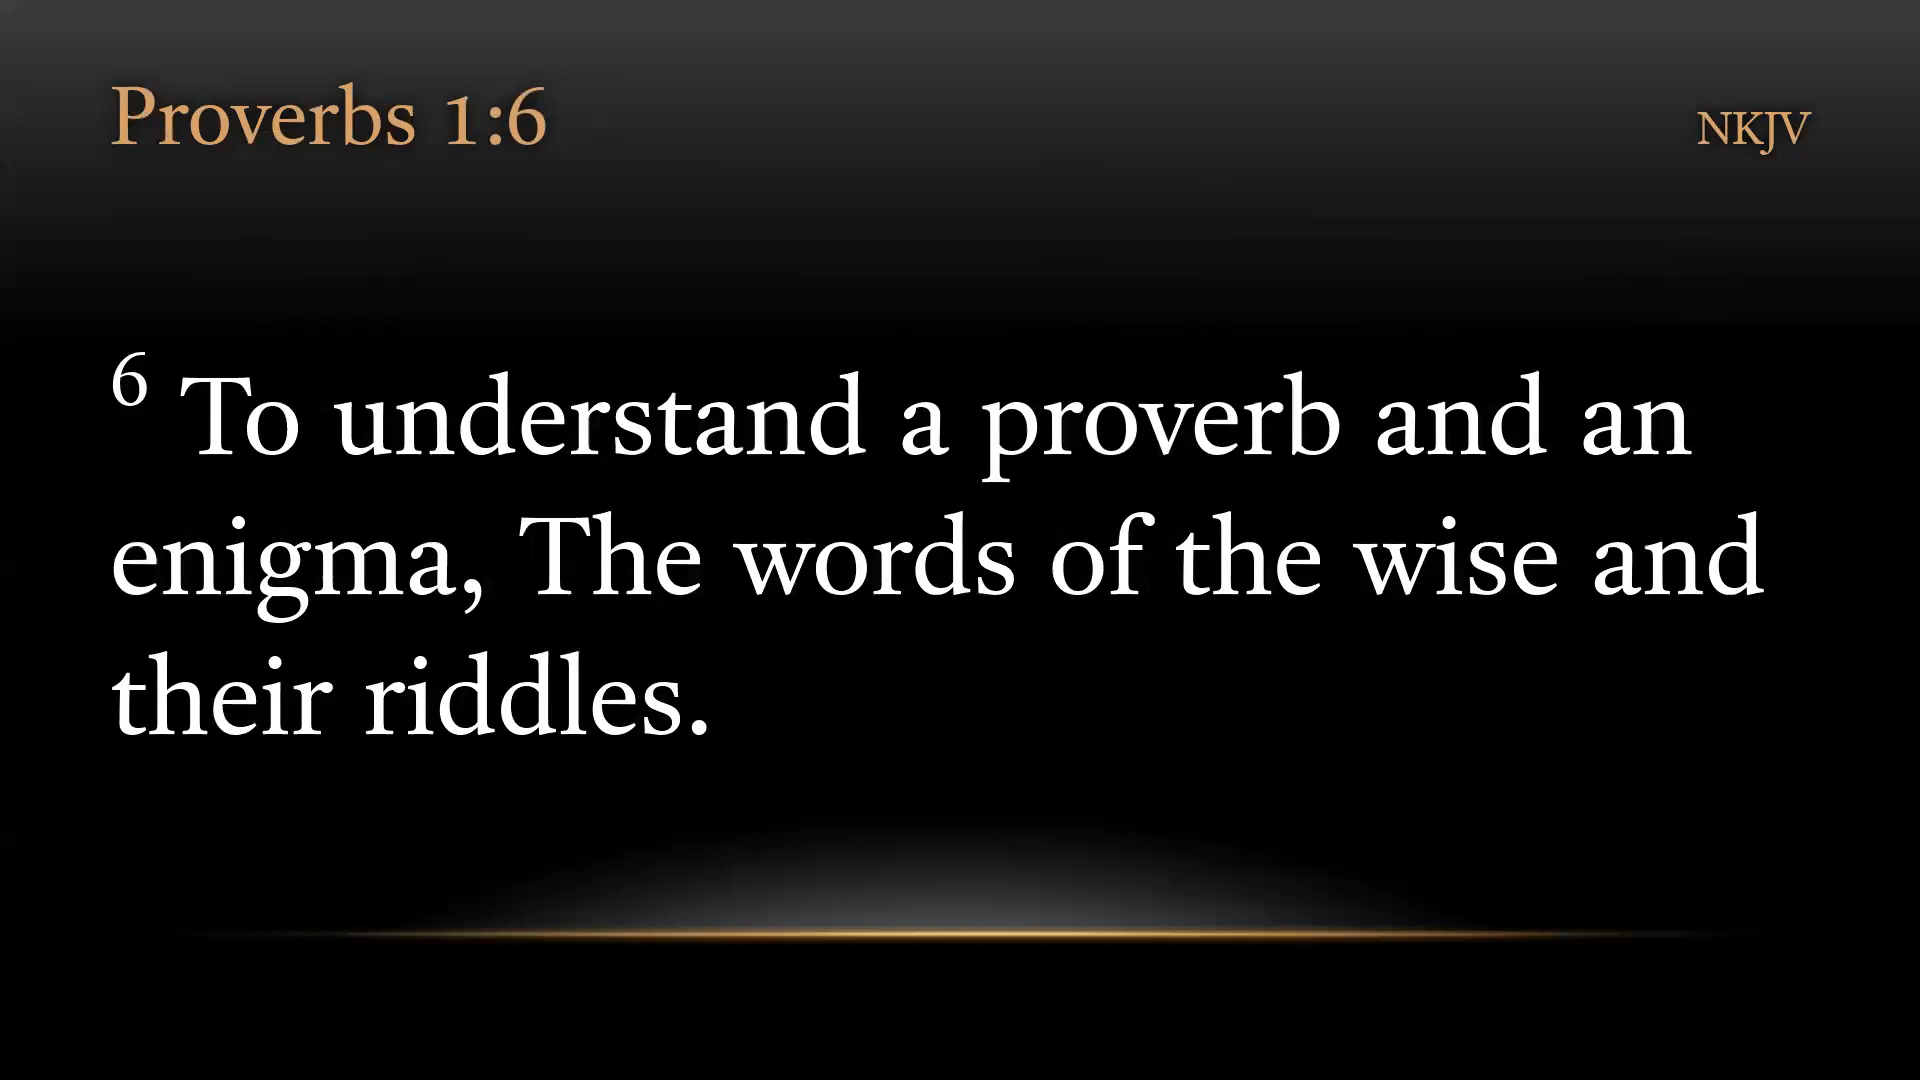 Proverbs 1:6
NKJV
6 To understand a proverb and an
enigma, The words of the wise and
their riddles.